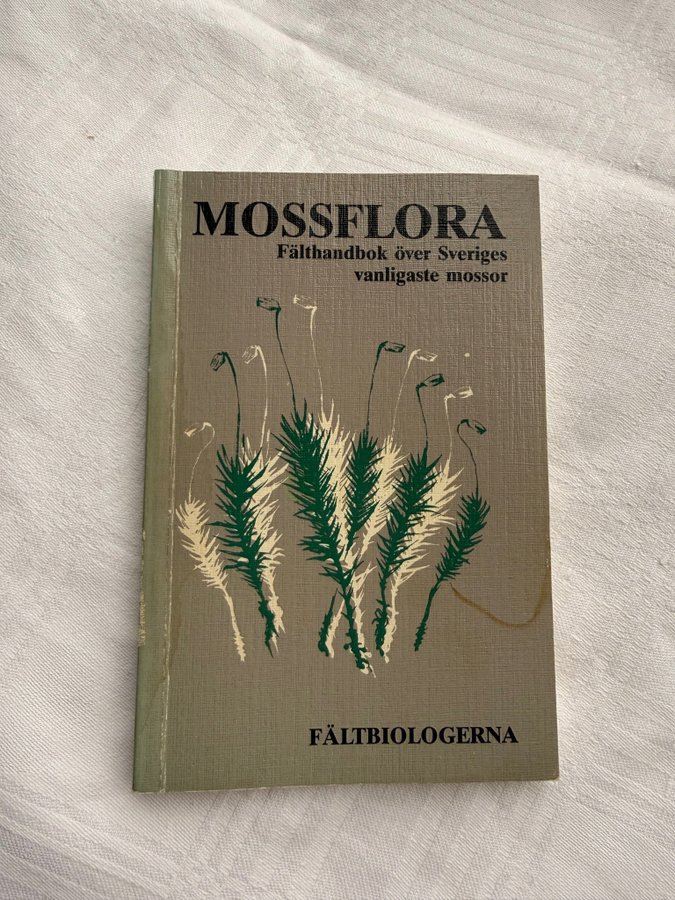 MOSSFLORA
Fälthandbok över Sveriges
vanligaste mossor
FÄLTBIOLOGERNA